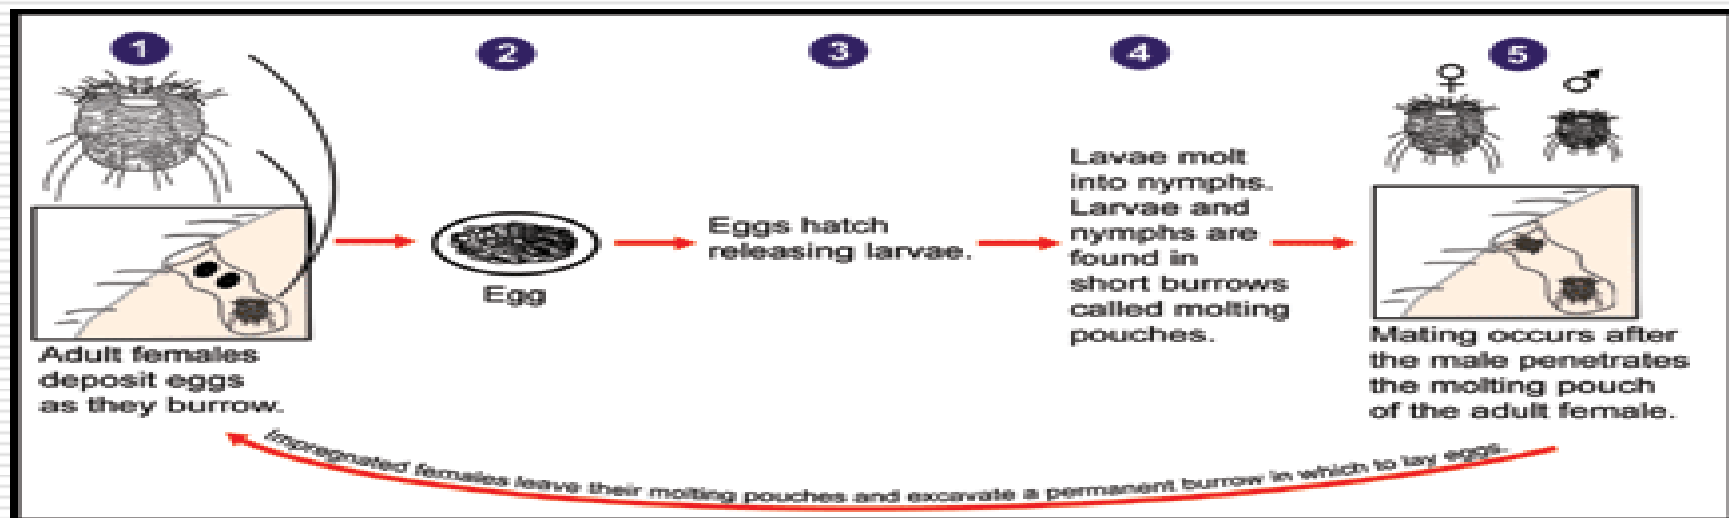 1
2
3
4
5
♀
♂
Adult females
deposit eggs
as they burrow.
Egg
Eggs hatch
releasing larvae.
Lavae molt
into nymphs.
Larvae and
nymphs are
found in
short burrows
called molting
pouches.
Mating occurs after
the male penetrates
the molting pouch
of the adult female.
Impregnated females leave their molting pouches and excavate a permanent burrow in which to lay eggs.